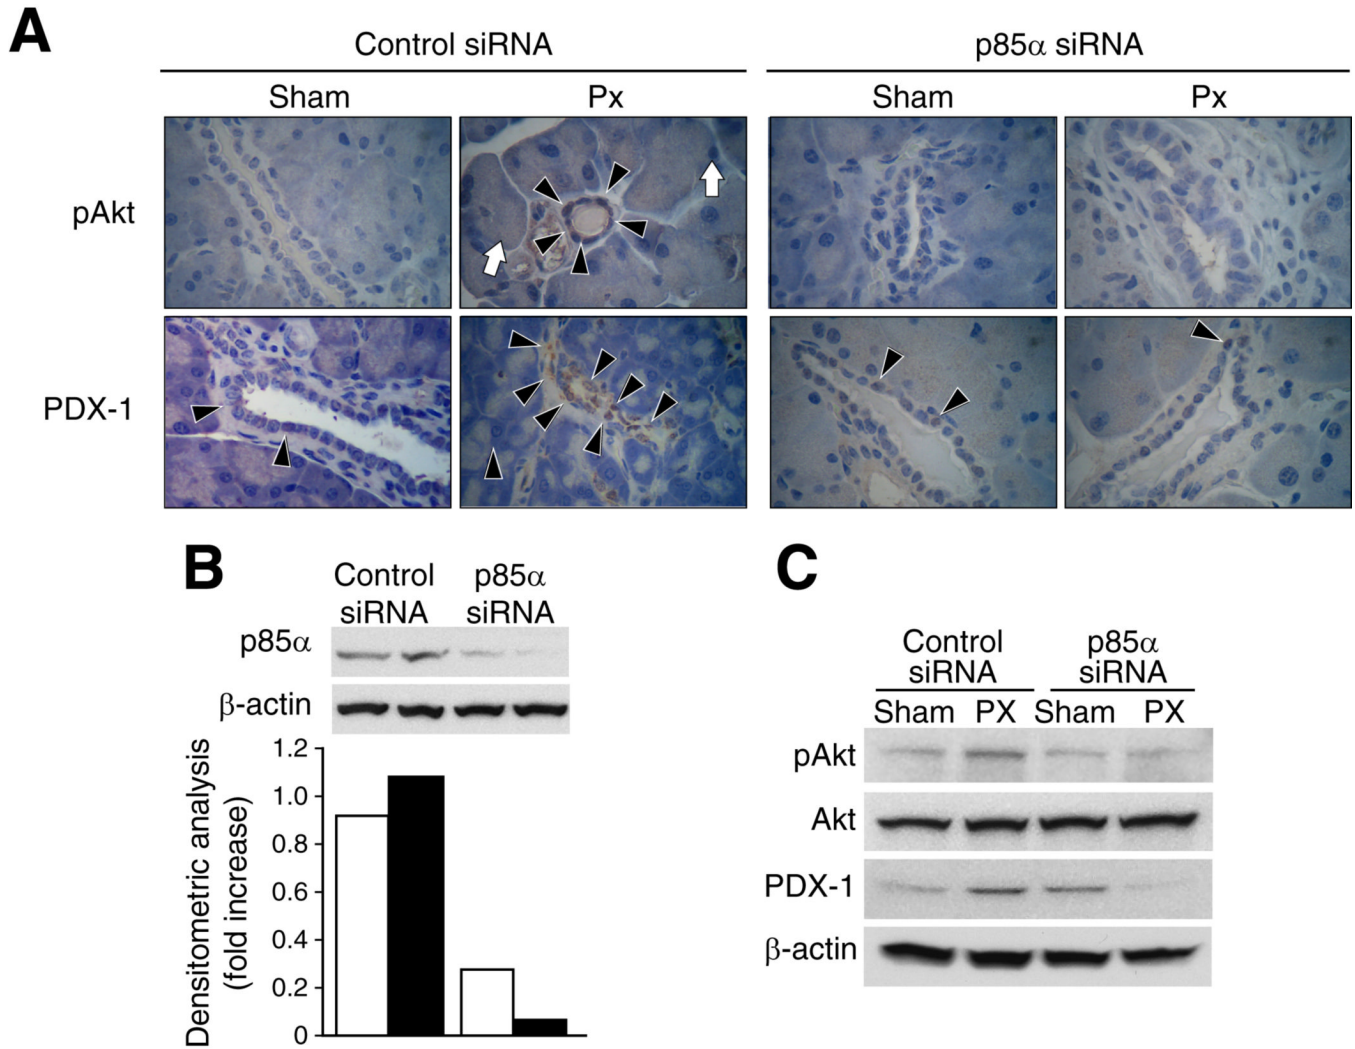 A
Control siRNA
p85α siRNA
Sham
Px
Sham
Px
pAkt
PDX-1
B
Control
siRNA
p85α
siRNA
p85α
β-actin
Densitometric analysis
(fold increase)
1.2
1.0
0.8
0.6
0.4
0.2
0
C
Control
siRNA
p85α
siRNA
Sham
PX
Sham
PX
pAkt
Akt
PDX-1
β-actin